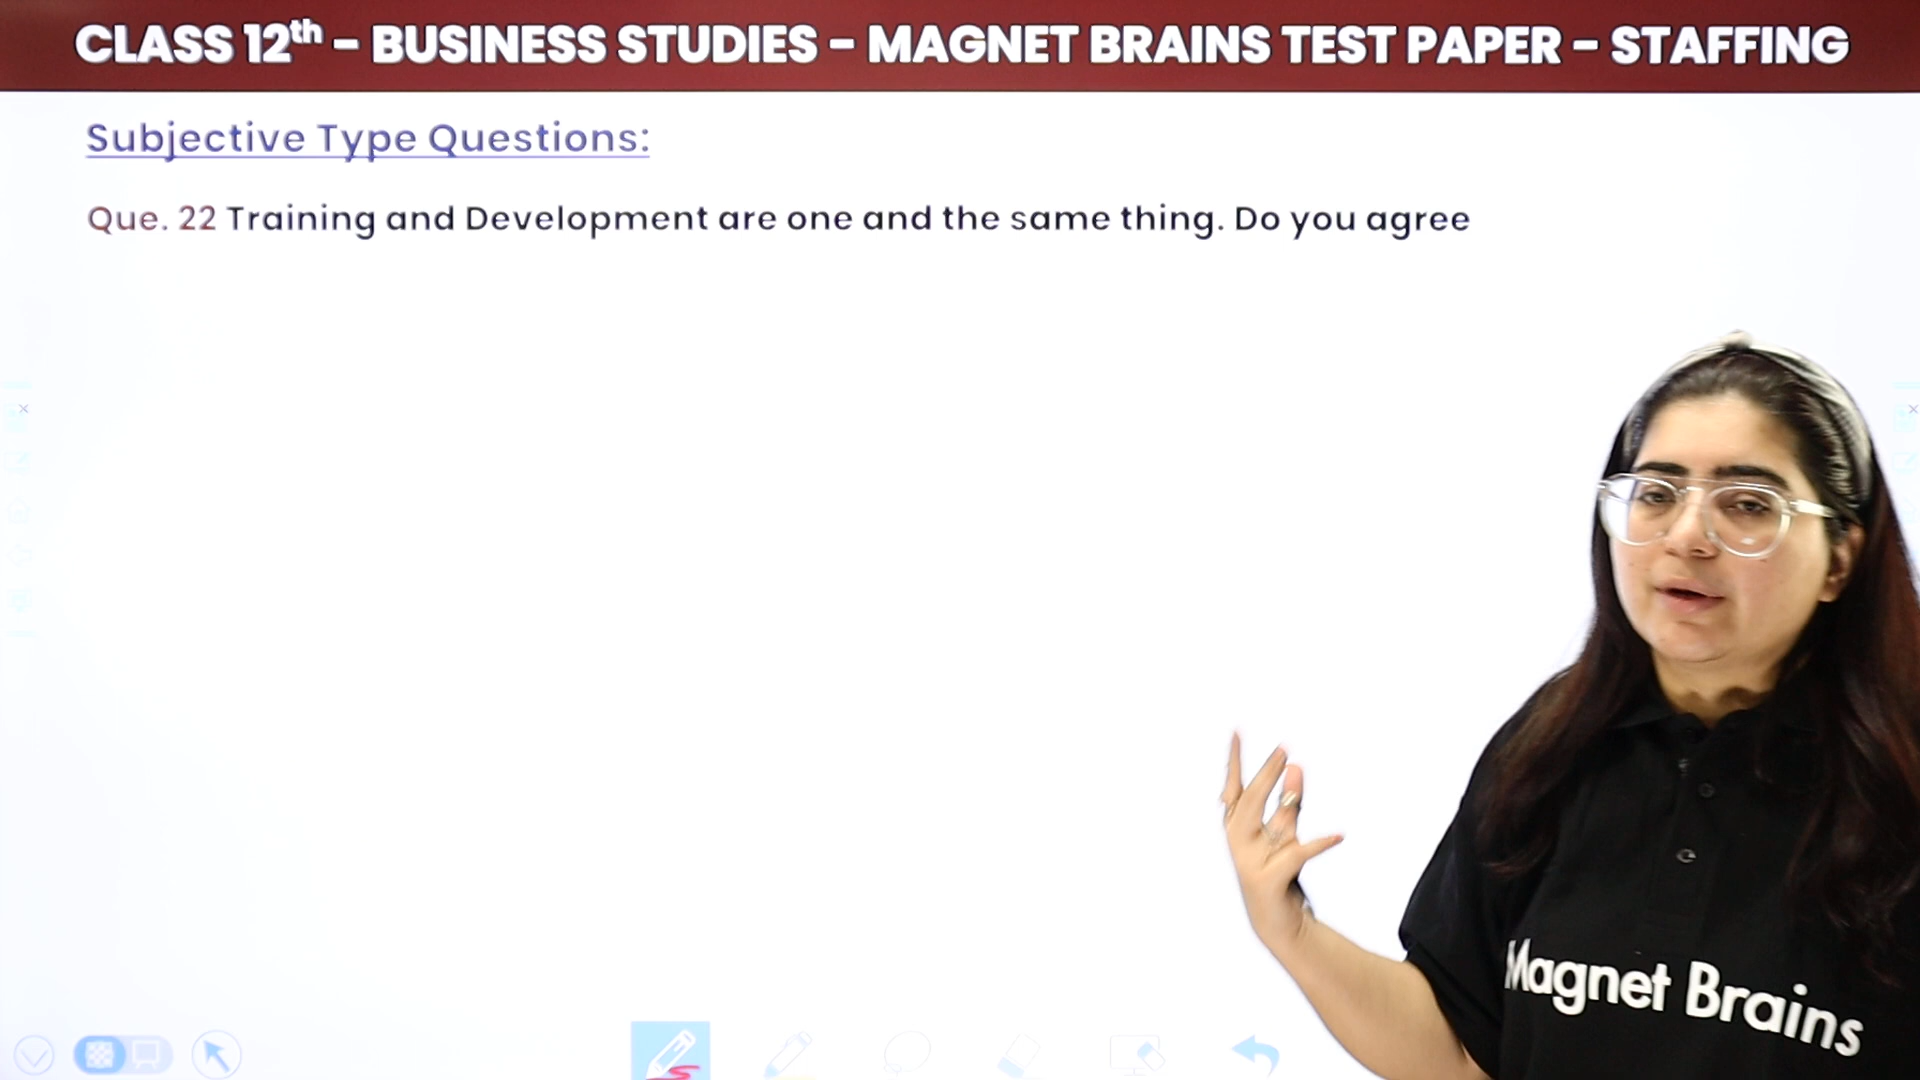 CLASS 12th - BUSINESS STUDIES - MAGNET BRAINS TEST PAPER - STAFFING
Subjective Type Questions:
Que. 22 Training and Development are one and the same thing. Do you agree
Magnet Brains